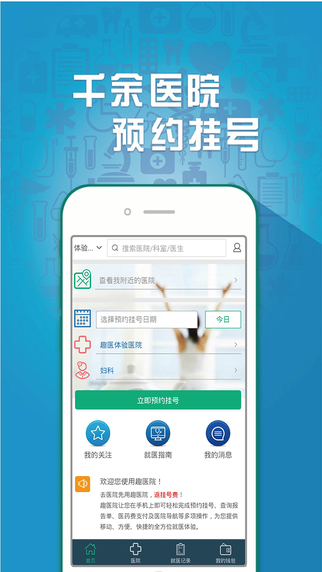 千余医院
预约挂号
体验... 搜索医院/科室/医生
查看我附近的医院
选择预约挂号日期 今日
趣医体验医院
妇科
立即预约挂号
我的关注 就医指南 我的消息
欢迎您使用趣医！
去医院先用趣医院，返挂号费！
趣医院让您在手机上即可轻松完成预约挂号、查询报
告单、医药费支付及医院导航等多项操作，为您提供
移动、方便、快捷的全方位就医体验。
首页 医院 就医记录 我的钱包